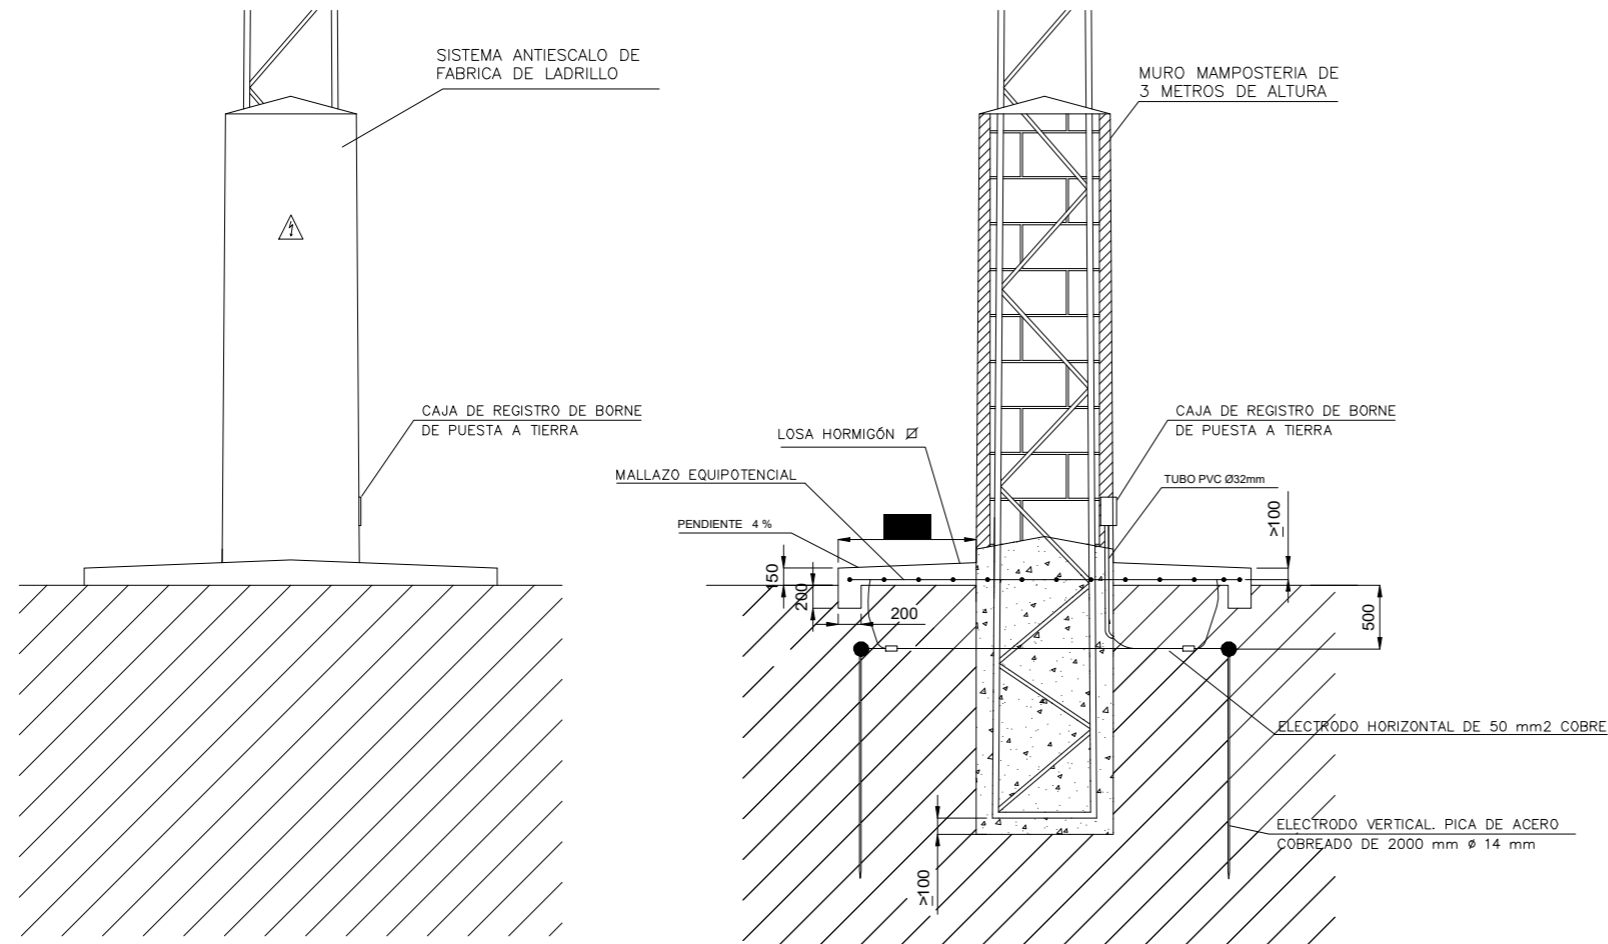 SISTEMA ANTIESCALO DE
FABRICA DE LADRILLO
MURO MAMPOSTERIA DE
3 METROS DE ALTURA
CAJA DE REGISTRO DE BORNE
DE PUESTA A TIERRA
LOSA HORMIGÓN
CAJA DE REGISTRO DE BORNE
DE PUESTA A TIERRA
MALLAZO EQUIPOTENCIAL
TUBO PVC Ø32mm
PENDIENTE 4 %
≥100
150
200
200
500
ELECTRODO HORIZONTAL DE 50 mm2 COBRE
ELECTRODO VERTICAL. PICA DE ACERO
COBREADO DE 2000 mm ø 14 mm
≥100